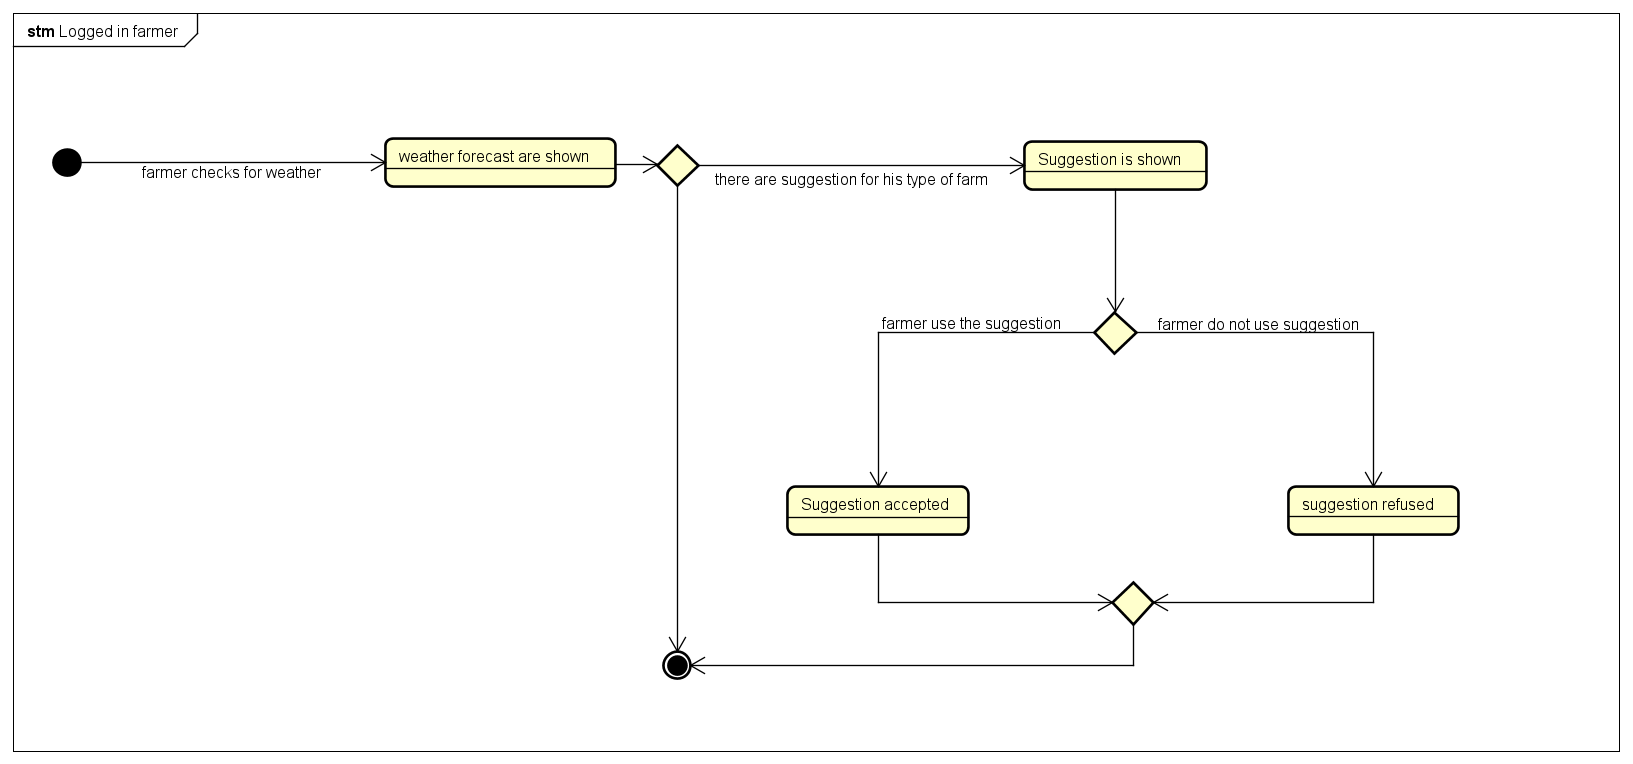 stm Logged in farmer
weather forecast are shown
Suggestion is shown
farmer checks for weather
there are suggestion for his type of farm
farmer use the suggestion
farmer do not use suggestion
Suggestion accepted
suggestion refused